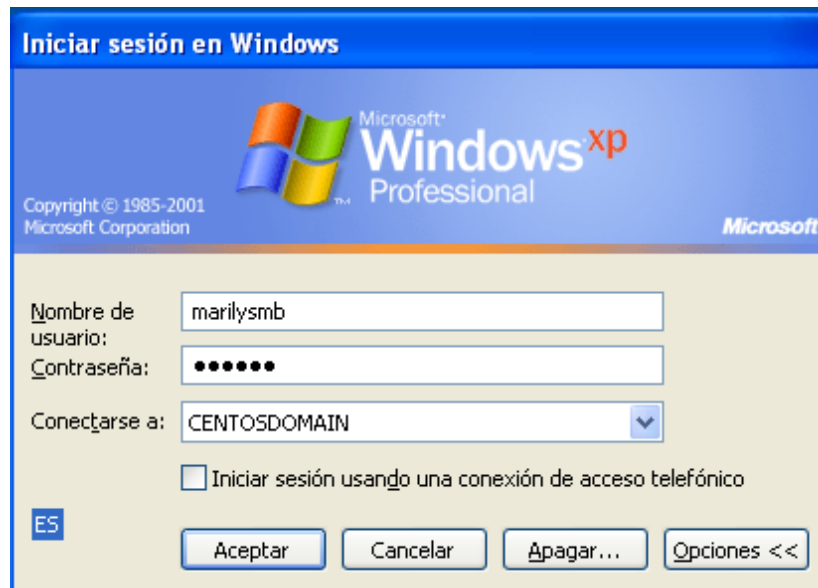 Iniciar sesión en Windows
Microsoft®
Windows xp
Professional
TM
Copyright © 1985-2001
Microsoft Corporation
Microsoft
Nombre de usuario:
marilysmb
Contraseña:
••••••
Conectarse a:
CENTOSDOMAIN
Iniciar sesión usando una conexión de acceso telefónico
ES
Aceptar
Cancelar
Apagar...
Opciones <<